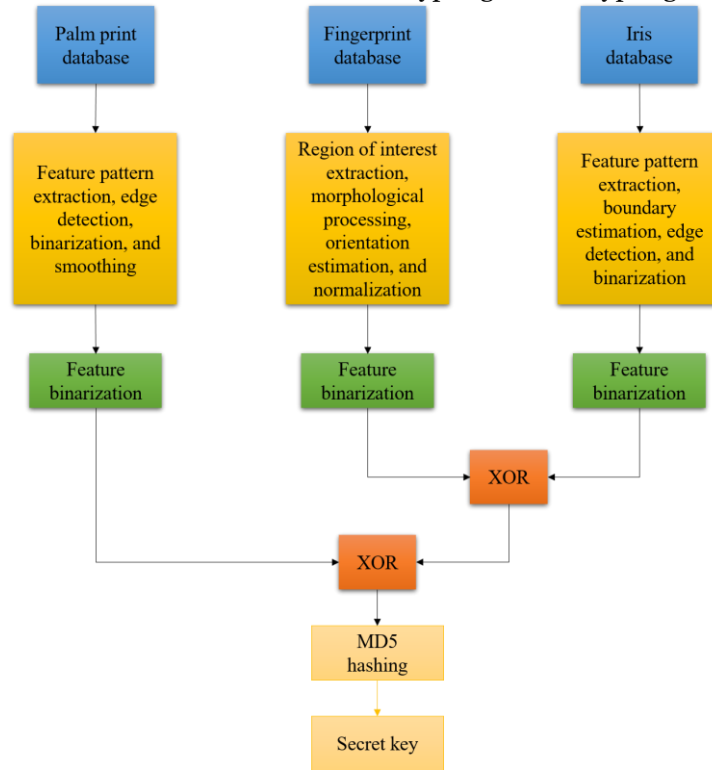 Palm print
database
Fingerprint
database
Iris
database
Feature pattern
extraction, edge
detection,
binarization, and
smoothing
Region of interest
extraction,
morphological
processing,
orientation
estimation, and
normalization
Feature pattern
extraction,
boundary
estimation, edge
detection, and
binarization
Feature
binarization
Feature
binarization
Feature
binarization
XOR
XOR
MD5
hashing
Secret key